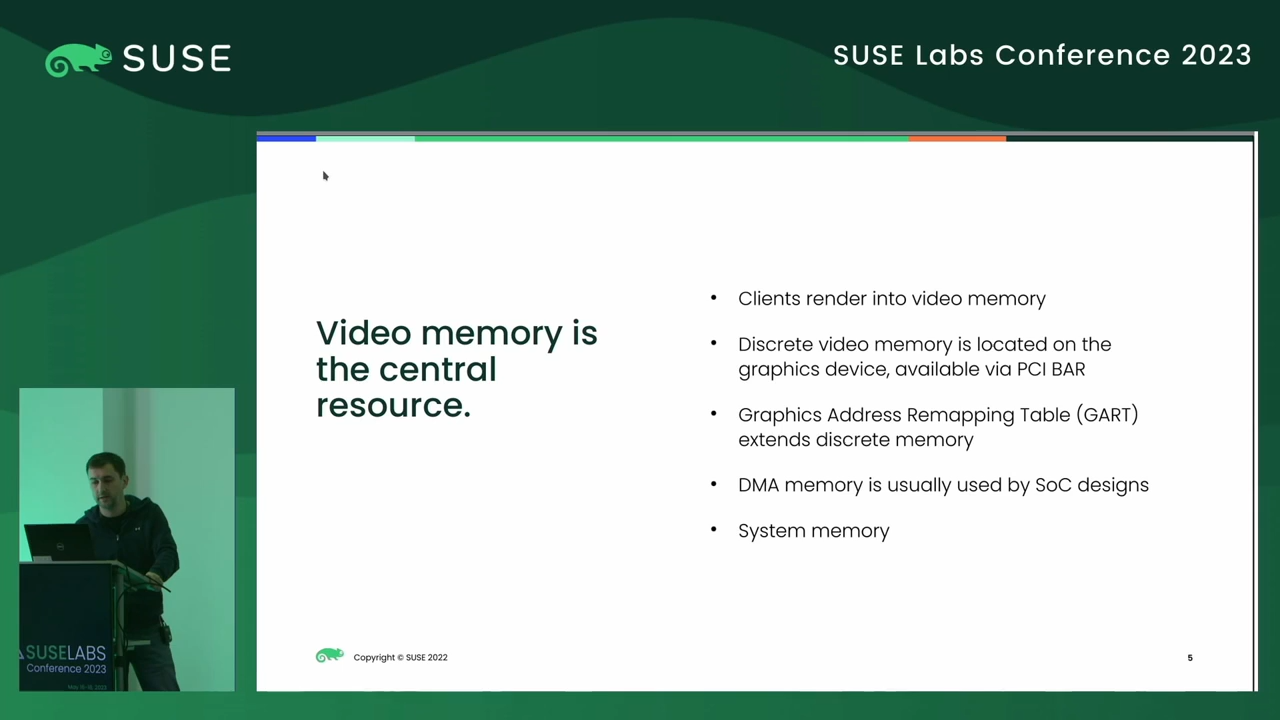 SUSE
SUSE Labs Conference 2023
Video memory is
the central
resource.
• Clients render into video memory
• Discrete video memory is located on the
graphics device, available via PCI BAR
• Graphics Address Remapping Table (GART)
extends discrete memory
• DMA memory is usually used by SoC designs
• System memory
Copyright © SUSE 2022
5
SUSELABS
Conference 2023